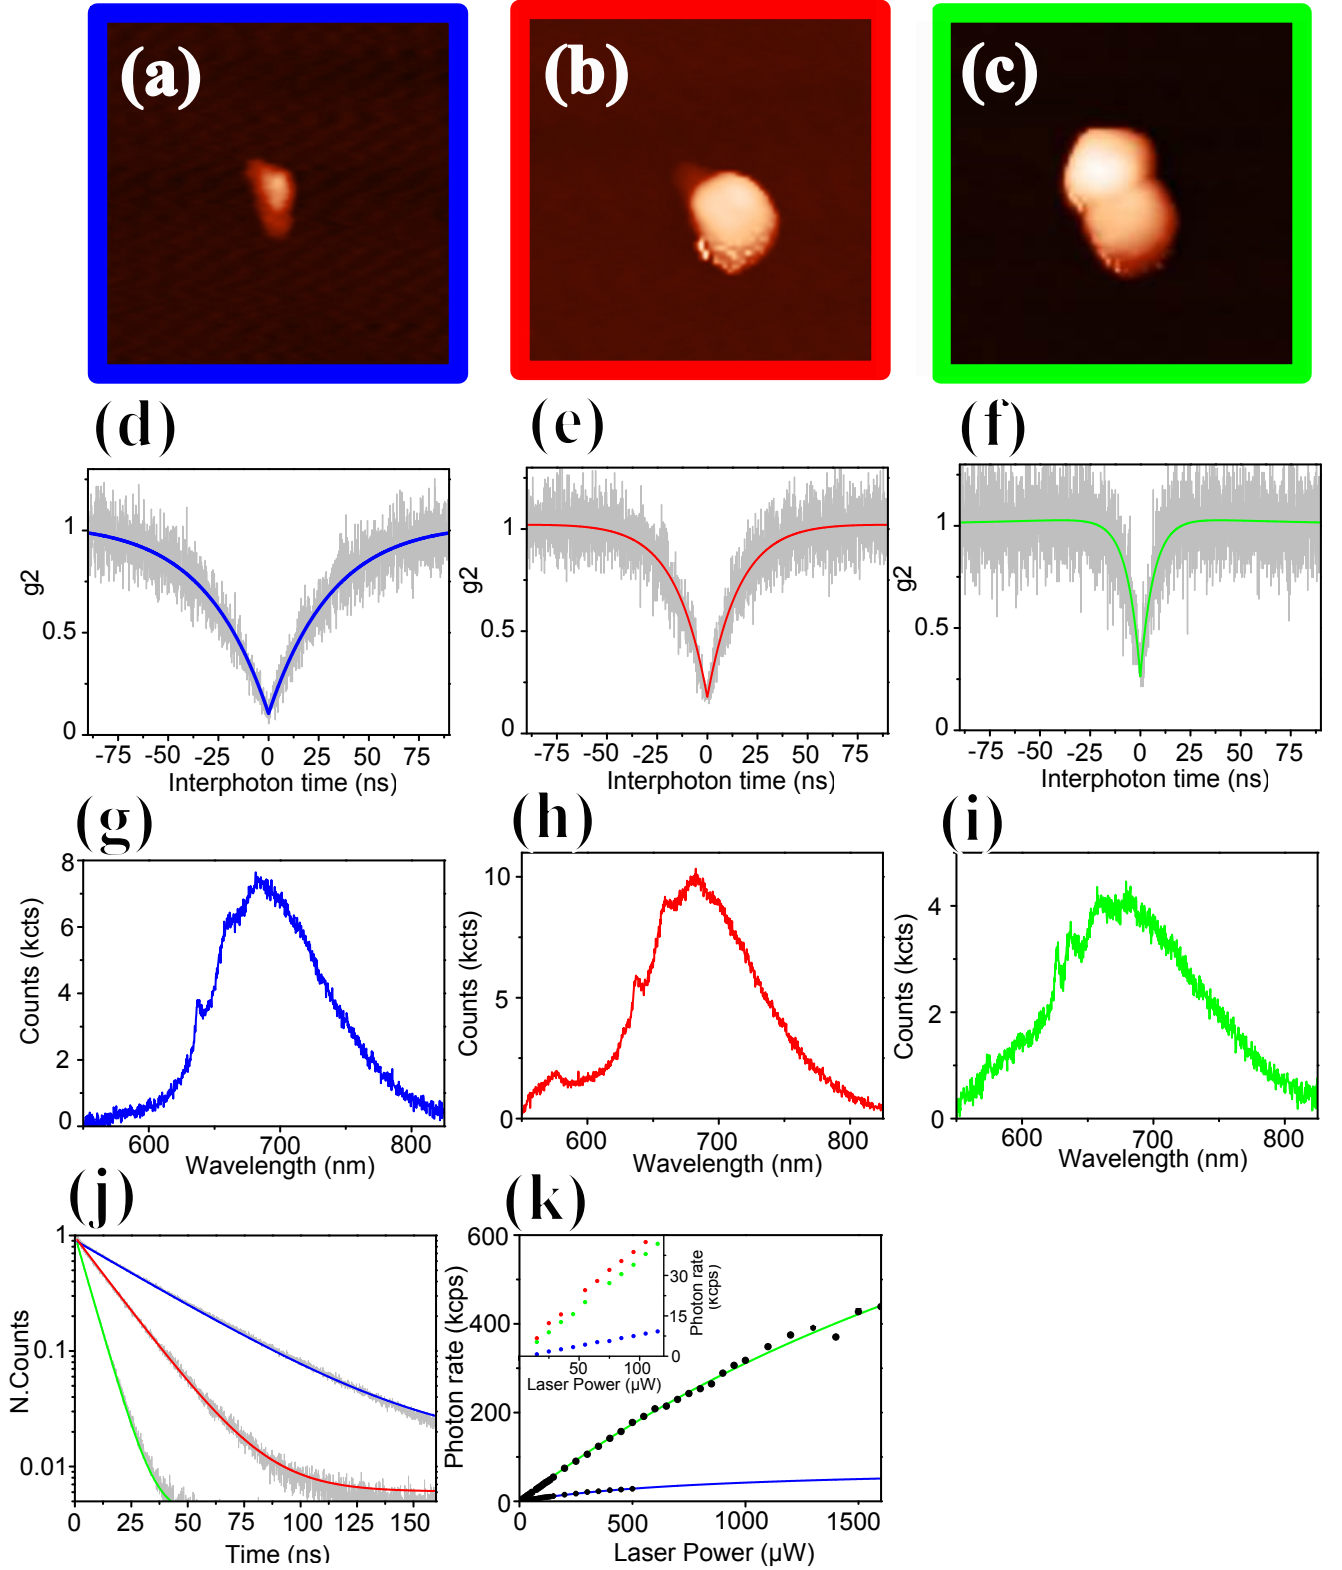 (a)
(b)
(c)
(d)
(e)
(f)
g2
1
0.5
0
-75 -50 -25 0 25 50 75
Interphoton time (ns)
g2
1
0.5
0
-75 -50 -25 0 25 50 75
Interphoton time (ns)
g2
1
0.5
0
-75 -50 -25 0 25 50 75
Interphoton time (ns)
(g)
(h)
(i)
Counts (kcts)
8
6
4
2
0
600 700 800
Wavelength (nm)
Counts (kcts)
10
5
0
600 700 800
Wavelength (nm)
Counts (kcts)
4
2
0
600 700 800
Wavelength (nm)
(j)
(k)
N.Counts
1
0.1
0.01
0 25 50 75 100 125 150
Time (ns)
Photon rate (kcps)
600
400
200
0
0 500 1000 1500
Laser Power (µW)
Photon rate
(kcps)
30
15
0
50 100
Laser Power (µW)